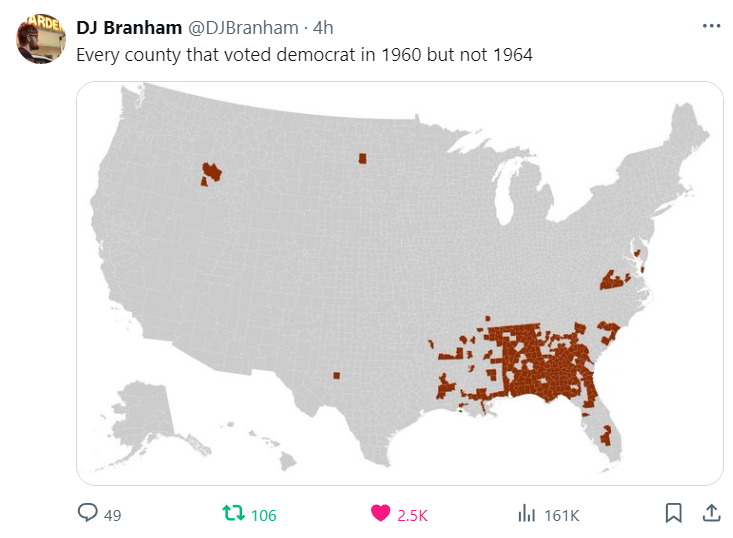 ARDE
DJ Branham @DJBranham · 4h
Every county that voted democrat in 1960 but not 1964
49 106 2.5K 161K